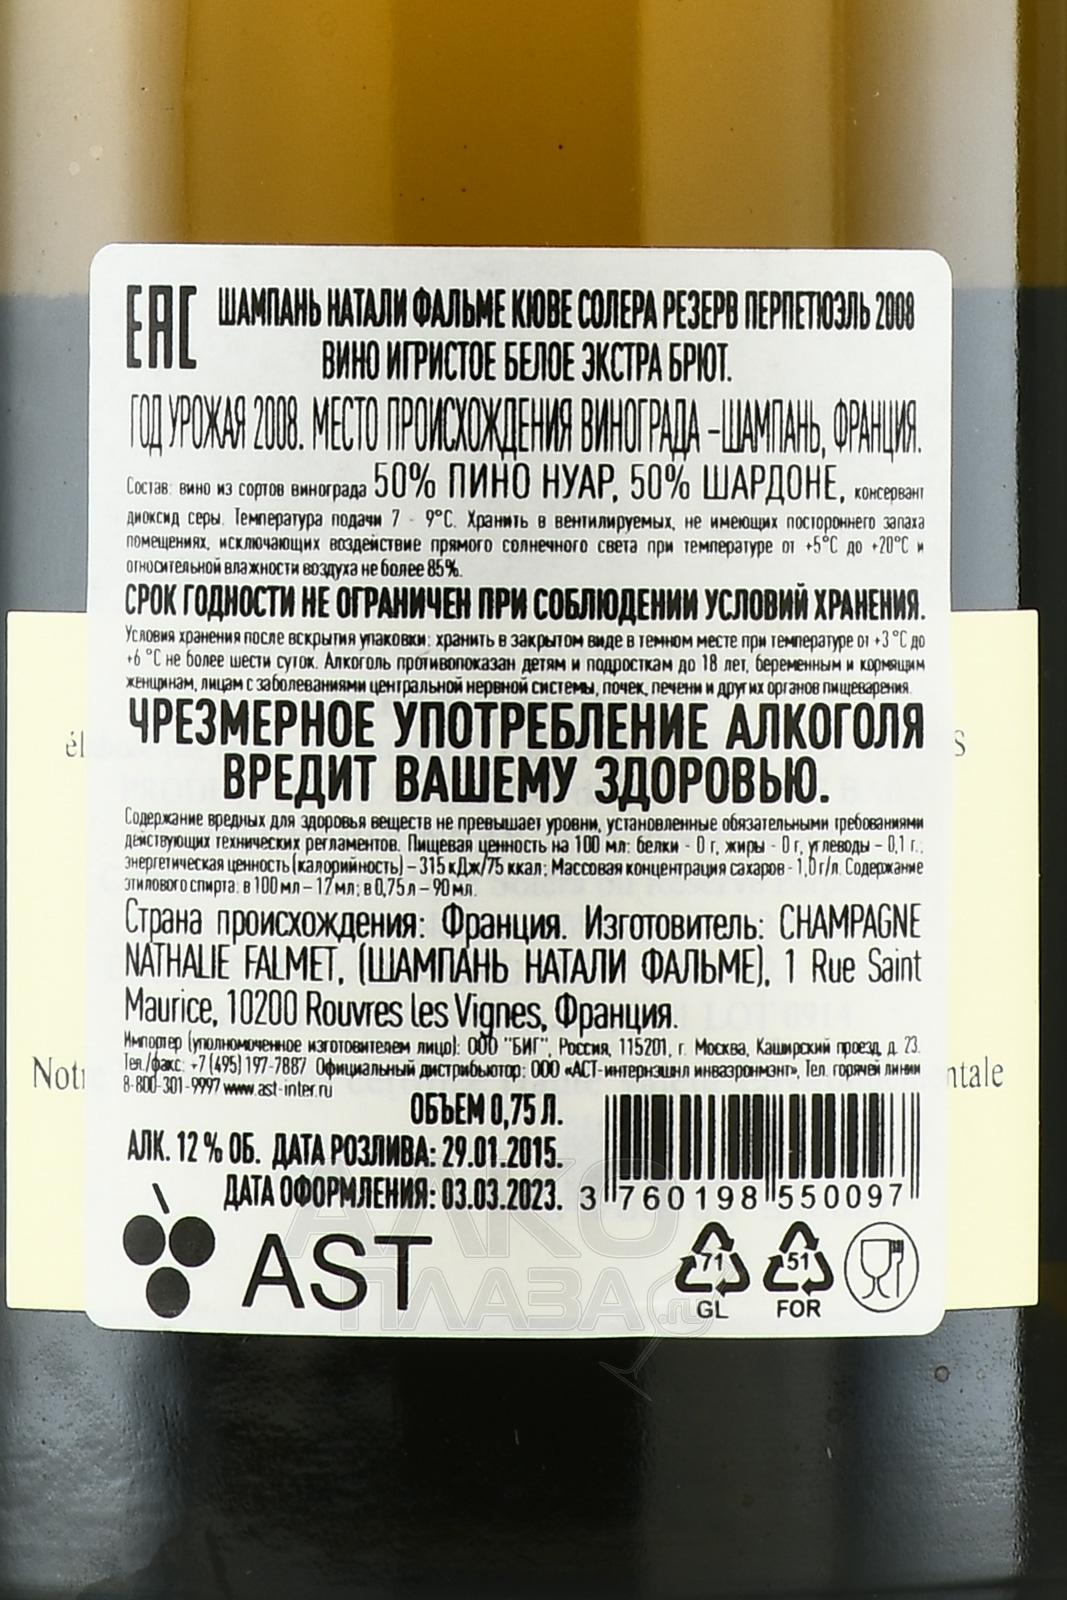 EAC ШАМПАНЬ НАТАЛИ ФАЛЬМЕ КЮВЕ СОЛЕРА РЕЗЕРВ ПЕРПЕТЮЭЛЬ 2008
ВИНО ИГРИСТОЕ БЕЛОЕ ЭКСТРА БРЮТ.
ГОД УРОЖАЯ 2008. МЕСТО ПРОИСХОЖДЕНИЯ ВИНОГРАДА –ШАМПАНЬ, ФРАНЦИЯ.
Состав: вино из сортов винограда 50% ПИНО НУАР, 50% ШАРДОНЕ, консервант
диоксид серы. Температура подачи 7 - 9°С. Хранить в вентилируемых, не имеющих постороннего запаха
помещениях, исключающих воздействие прямого солнечного света при температуре от +5°С до +20°С и
относительной влажности воздуха не более 85%.
СРОК ГОДНОСТИ НЕ ОГРАНИЧЕН ПРИ СОБЛЮДЕНИИ УСЛОВИЙ ХРАНЕНИЯ.
Условия хранения после вскрытия упаковки: хранить в закрытом виде в темном месте при температуре от +3°С до
+6 °С не более шести суток. Алкоголь противопоказан детям и подросткам до 18 лет, беременным и кормящим
женщинам, лицам с заболеваниями центральной нервной системы, почек, печени и других органов пищеварения.
ЧРЕЗМЕРНОЕ УПОТРЕБЛЕНИЕ АЛКОГОЛЯ
ВРЕДИТ ВАШЕМУ ЗДОРОВЬЮ.
Содержание вредных для здоровья веществ не превышает уровни, установленные обязательными требованиями
действующих технических регламентов. Пищевая ценность на 100 мл: белки - 0 г, жиры - 0 г, углеводы – 0,1 г.;
энергетическая ценность (калорийность) – 315 кДж/75 ккал; Массовая концентрация сахаров - 1,0 г/л. Содержание
этилового спирта: в 100 мл – 12 мл; в 0,75 л – 90 мл.
Страна происхождения: Франция. Изготовитель: CHAMPAGNE
NATHALIE FALMET, (ШАМПАНЬ НАТАЛИ ФАЛЬМЕ), 1 Rue Saint
Maurice, 10200 Rouvres les Vignes, Франция.
Импортер (уполномоченное изготовителем лицо): ООО "БИГ", Россия, 115201, г. Москва, Каширский проезд, д. 23.
Тел./факс: +7 (495) 197-7887 Официальный дистрибьютор: ООО «АСТ-интернэшнл инваэронмэнт», Тел. горячей линии
8-800-301-9997 www.ast-inter.ru
ОБЪЕМ 0,75 Л.
АЛК. 12 % ОБ. ДАТА РОЗЛИВА: 29.01.2015.
ДАТА ОФОРМЛЕНИЯ: 03.03.2023.
3 760198 550097
AST
71 51
GL FOR
él S
Not ntale
АЛКО
ПЛАЗА.ru